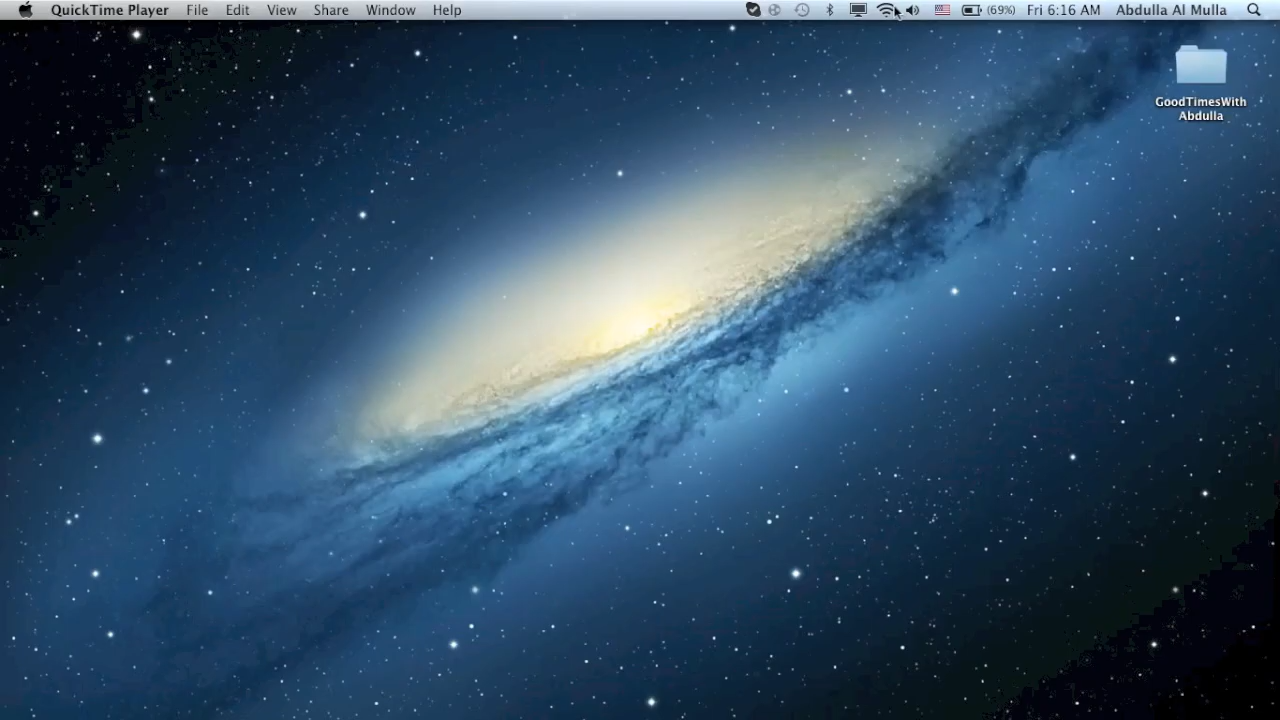 QuickTime Player File Edit View Share Window Help (69%) Fri 6:16 AM Abdulla Al Mulla
GoodTimesWith
Abdulla